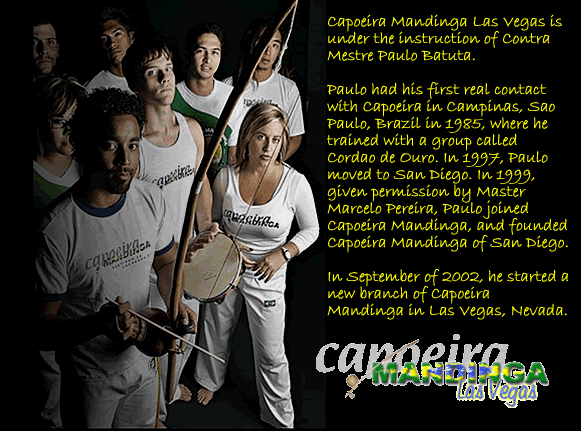 Capoeira Mandinga Las Vegas is
under the instruction of Contra
Mestre Paulo Batuta.
Paulo had his first real contact
with Capoeira in Campinas, Sao
Paulo, Brazil in 1985, where he
trained with a group called
Cordao de Ouro. In 1997, Paulo
moved to San Diego. In 1999,
given permission by Master
Marcelo Pereira, Paulo joined
Capoeira Mandinga, and founded
Capoeira Mandinga of San Diego.
In September of 2002, he started a
new branch of Capoeira
Mandinga in Las Vegas, Nevada.
capoeira
MANDINGA
Las Vegas
capoeira
MANDINGA
capoeira
MANDINGA